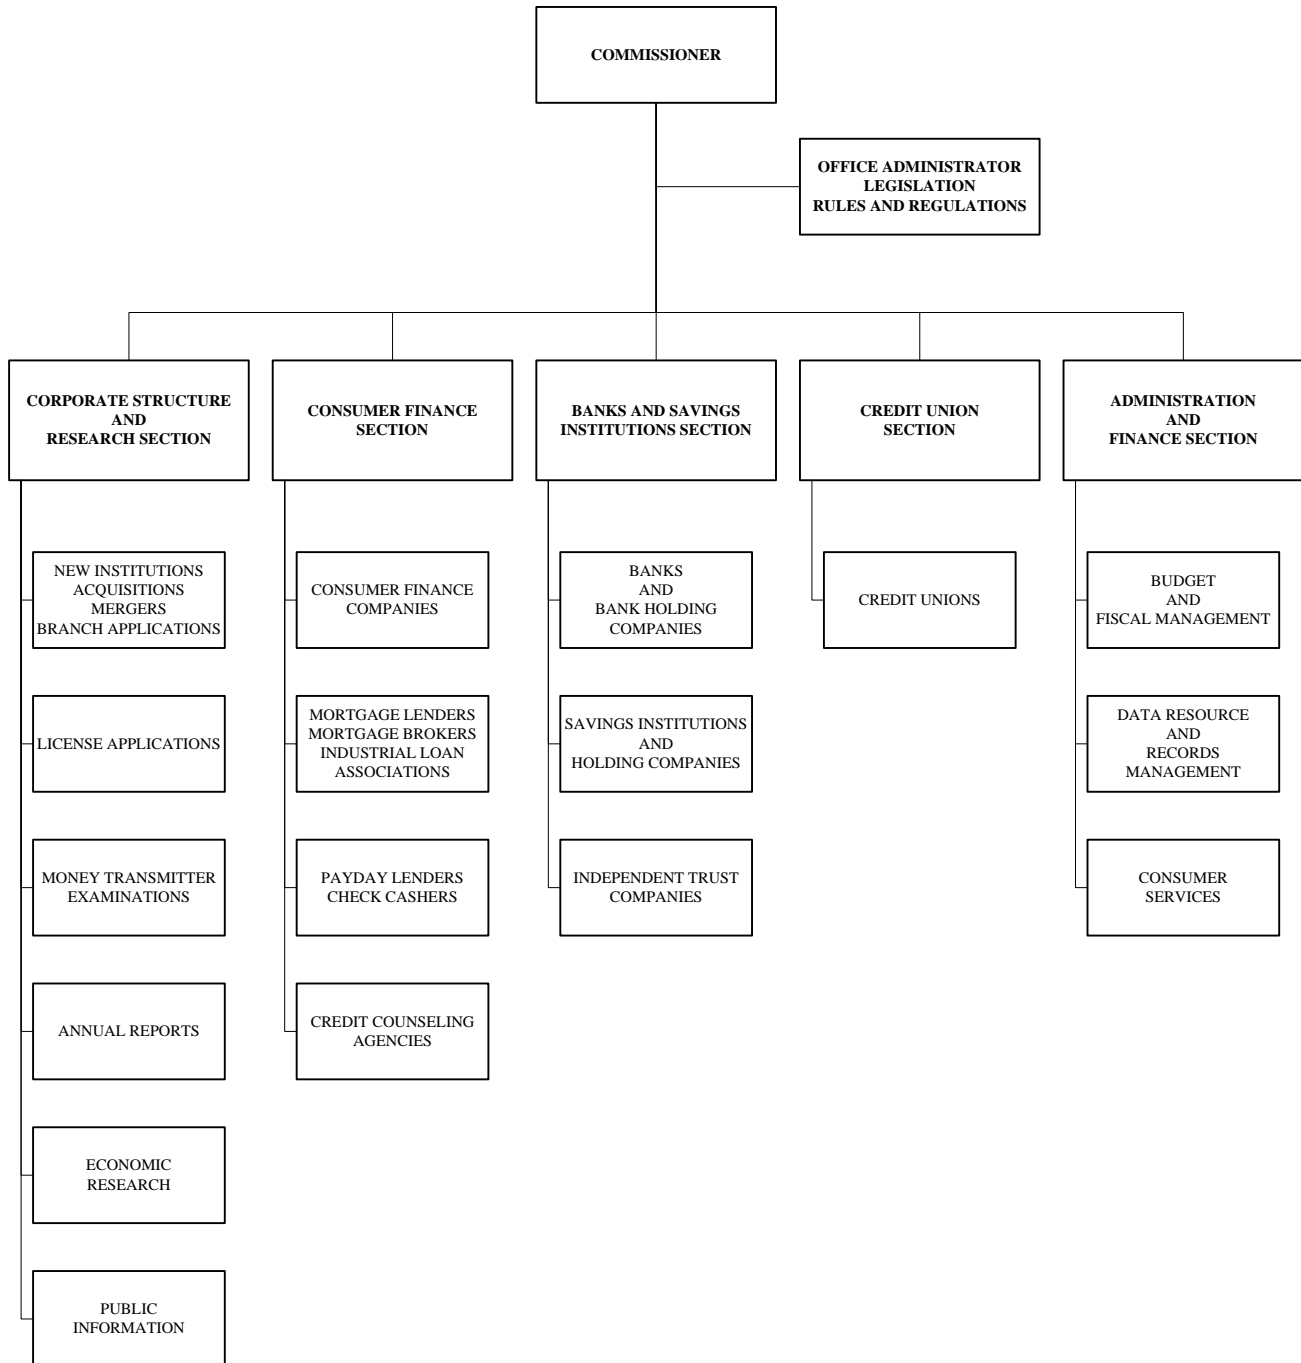 COMMISSIONER
OFFICE ADMINISTRATOR
LEGISLATION
RULES AND REGULATIONS
CORPORATE STRUCTURE
AND
RESEARCH SECTION
CONSUMER FINANCE
SECTION
BANKS AND SAVINGS
INSTITUTIONS SECTION
CREDIT UNION
SECTION
ADMINISTRATION
AND
FINANCE SECTION
NEW INSTITUTIONS
ACQUISITIONS
MERGERS
BRANCH APPLICATIONS
LICENSE APPLICATIONS
MONEY TRANSMITTER
EXAMINATIONS
ANNUAL REPORTS
ECONOMIC
RESEARCH
PUBLIC
INFORMATION
CONSUMER FINANCE
COMPANIES
MORTGAGE LENDERS
MORTGAGE BROKERS
INDUSTRIAL LOAN
ASSOCIATIONS
PAYDAY LENDERS
CHECK CASHERS
CREDIT COUNSELING
AGENCIES
BANKS
AND
BANK HOLDING
COMPANIES
SAVINGS INSTITUTIONS
AND
HOLDING COMPANIES
INDEPENDENT TRUST
COMPANIES
CREDIT UNIONS
BUDGET
AND
FISCAL MANAGEMENT
DATA RESOURCE
AND
RECORDS
MANAGEMENT
CONSUMER
SERVICES